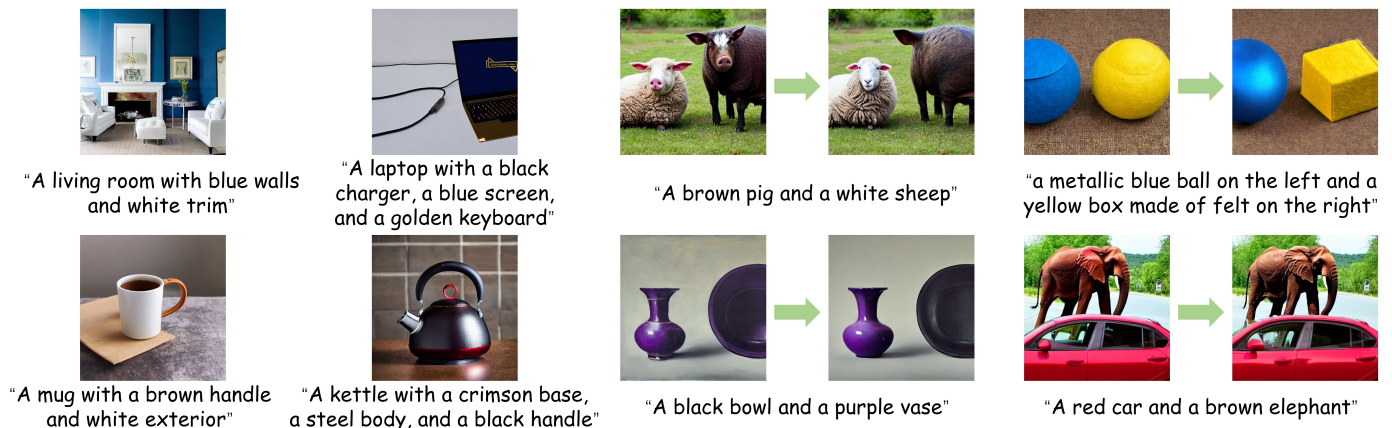 “A living room with blue walls
and white trim”
“A laptop with a black
charger, a blue screen,
and a golden keyboard”
“A brown pig and a white sheep”
“a metallic blue ball on the left and a
yellow box made of felt on the right”
“A mug with a brown handle
and white exterior”
“A kettle with a crimson base,
a steel body, and a black handle”
“A black bowl and a purple vase”
“A red car and a brown elephant”